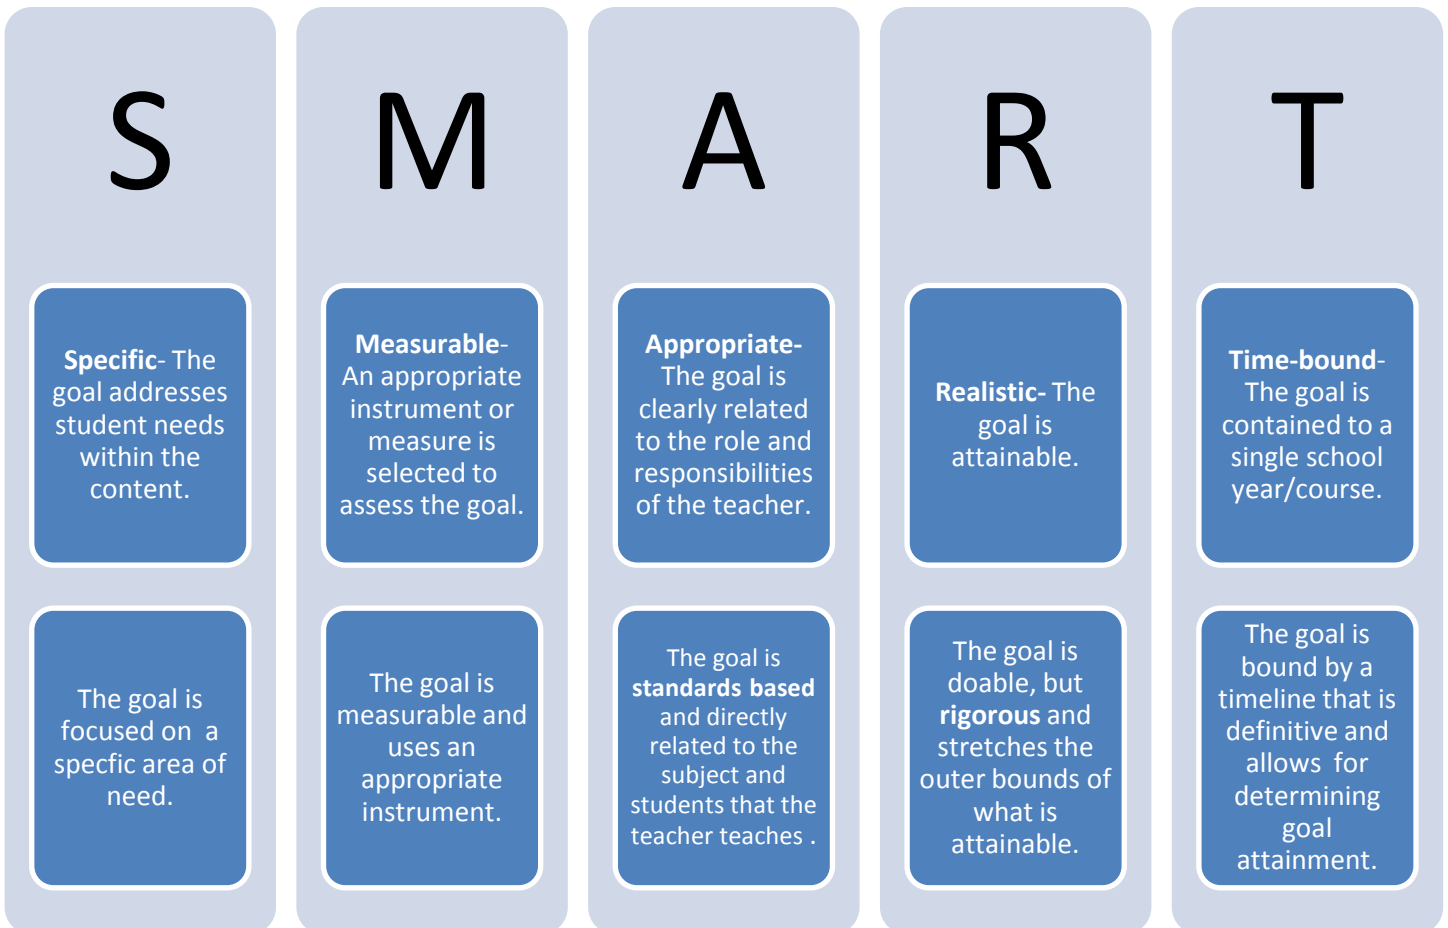 S
Specific- The
goal addresses
student needs
within the
content.
The goal is
focused on a
specfic area of
need.
M
Measurable-
An appropriate
instrument or
measure is
selected to
assess the goal.
The goal is
measurable and
uses an
appropriate
instrument.
A
Appropriate-
The goal is
clearly related
to the role and
responsibilities
of the teacher.
The goal is
standards based
and directly
related to the
subject and
students that the
teacher teaches .
R
Realistic- The
goal is
attainable.
The goal is
doable, but
rigorous and
stretches the
outer bounds of
what is
attainable.
T
Time-bound-
The goal is
contained to a
single school
year/course.
The goal is
bound by a
timeline that is
definitive and
allows for
determining
goal
attainment.